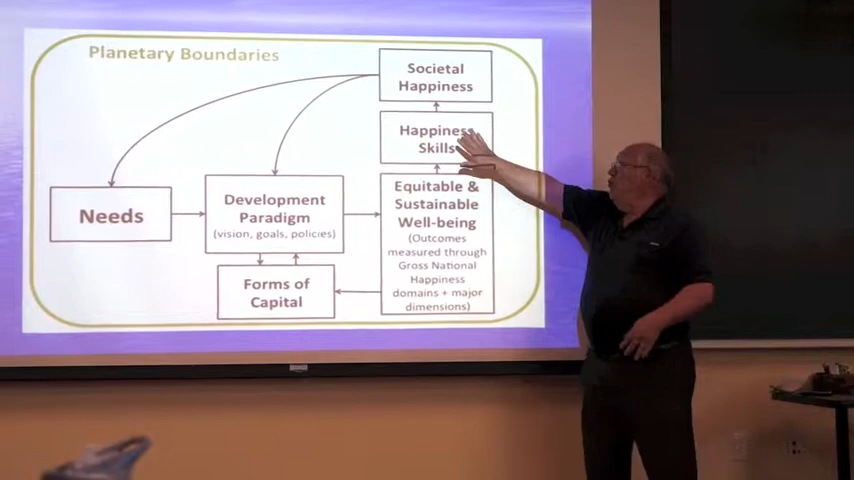 Planetary Boundaries
Societal
Happiness
Happiness
Skills
Needs
Development
Paradigm
(vision, goals, policies)
Equitable &
Sustainable
Well-being
(Outcomes
measured through
Gross National
Happiness
domains + major
dimensions)
Forms of
Capital